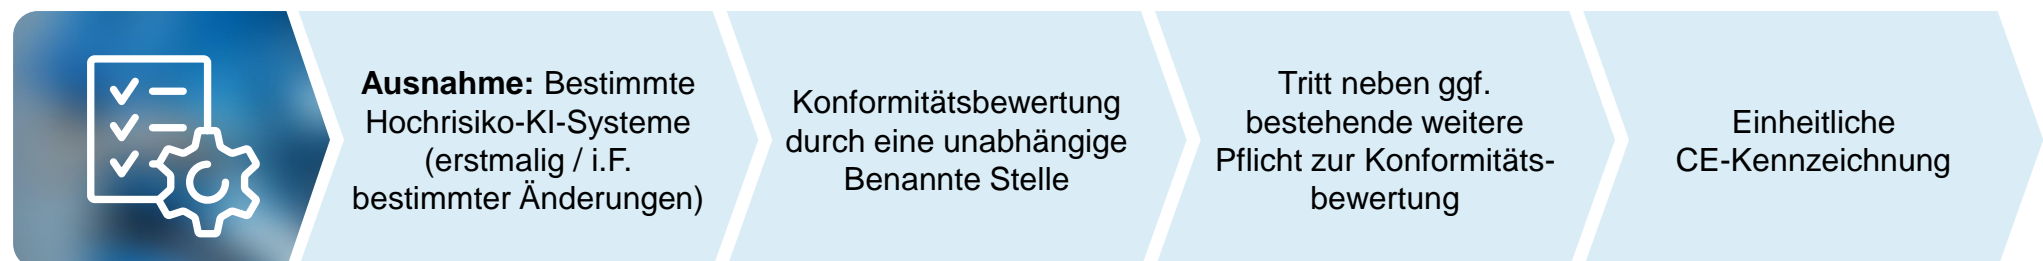 Ausnahme: Bestimmte
Hochrisiko-KI-Systeme
(erstmalig / i.F.
bestimmter Änderungen)
Konformitätsbewertung
durch eine unabhängige
Benannte Stelle
Tritt neben ggf.
bestehende weitere
Pflicht zur Konformitäts-
bewertung
Einheitliche
CE-Kennzeichnung